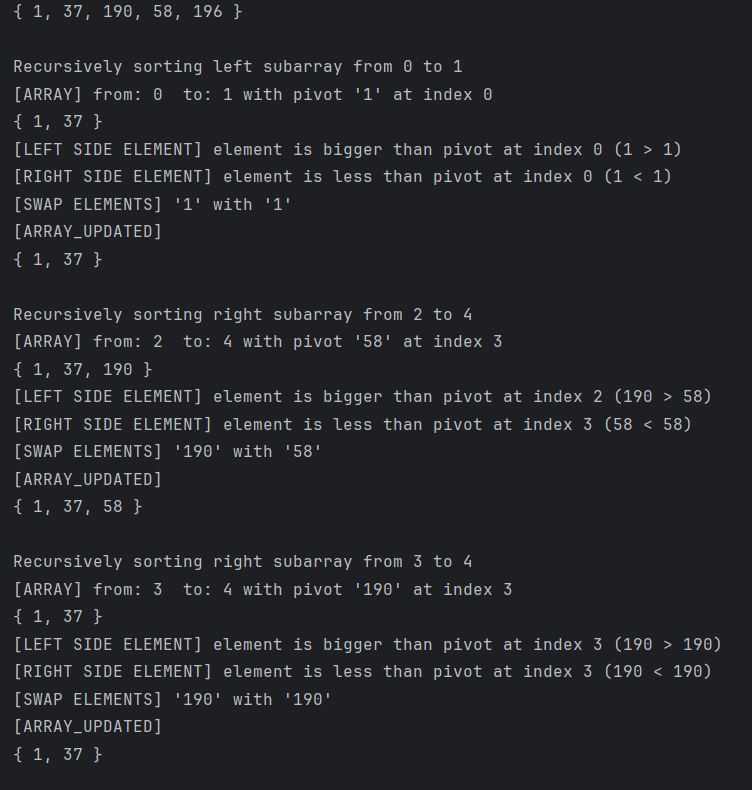 { 1, 37, 190, 58, 196 }
Recursively sorting left subarray from 0 to 1
[ARRAY] from: 0  to: 1 with pivot '1' at index 0
{ 1, 37 }
[LEFT SIDE ELEMENT] element is bigger than pivot at index 0 (1 > 1)
[RIGHT SIDE ELEMENT] element is less than pivot at index 0 (1 < 1)
[SWAP ELEMENTS] '1' with '1'
[ARRAY_UPDATED]
{ 1, 37 }
Recursively sorting right subarray from 2 to 4
[ARRAY] from: 2  to: 4 with pivot '58' at index 3
{ 1, 37, 190 }
[LEFT SIDE ELEMENT] element is bigger than pivot at index 2 (190 > 58)
[RIGHT SIDE ELEMENT] element is less than pivot at index 3 (58 < 58)
[SWAP ELEMENTS] '190' with '58'
[ARRAY_UPDATED]
{ 1, 37, 58 }
Recursively sorting right subarray from 3 to 4
[ARRAY] from: 3  to: 4 with pivot '190' at index 3
{ 1, 37 }
[LEFT SIDE ELEMENT] element is bigger than pivot at index 3 (190 > 190)
[RIGHT SIDE ELEMENT] element is less than pivot at index 3 (190 < 190)
[SWAP ELEMENTS] '190' with '190'
[ARRAY_UPDATED]
{ 1, 37 }